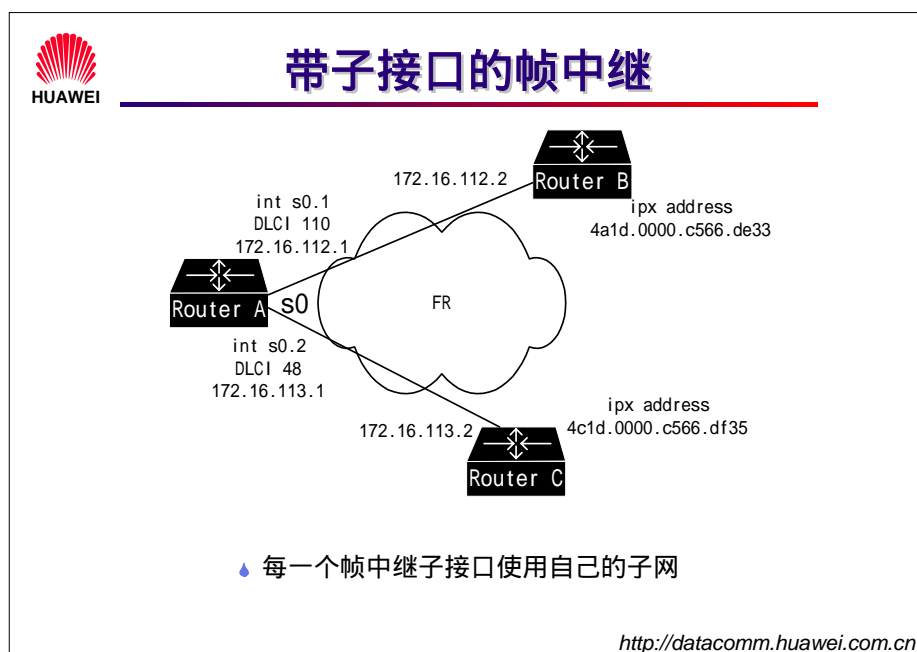 HUAWEI
带子接口的帧中继
172.16.112.2
Router B
int s0.1
DLCI 110
172.16.112.1
ipx address
4a1d.0000.c566.de33
Router A
s0
FR
int s0.2
DLCI 48
172.16.113.1
172.16.113.2
ipx address
4c1d.0000.c566.df35
Router C
每一个帧中继子接口使用自己的子网
http://datacomm.huawei.com.cn